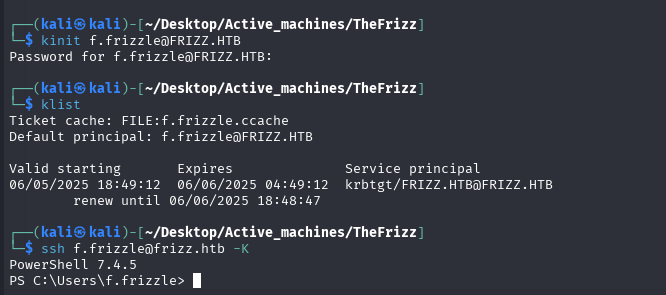 ┌──(kali㉿kali)-[~/Desktop/Active_machines/TheFrizz]
└─$ kinit f.frizzle@FRIZZ.HTB
Password for f.frizzle@FRIZZ.HTB:
┌──(kali㉿kali)-[~/Desktop/Active_machines/TheFrizz]
└─$ klist
Ticket cache: FILE:f.frizzle.ccache
Default principal: f.frizzle@FRIZZ.HTB
Valid starting       Expires              Service principal
06/05/2025 18:49:12  06/06/2025 04:49:12  krbtgt/FRIZZ.HTB@FRIZZ.HTB
        renew until 06/06/2025 18:48:47
┌──(kali㉿kali)-[~/Desktop/Active_machines/TheFrizz]
└─$ ssh f.frizzle@frizz.htb -K
PowerShell 7.4.5
PS C:\Users\f.frizzle>